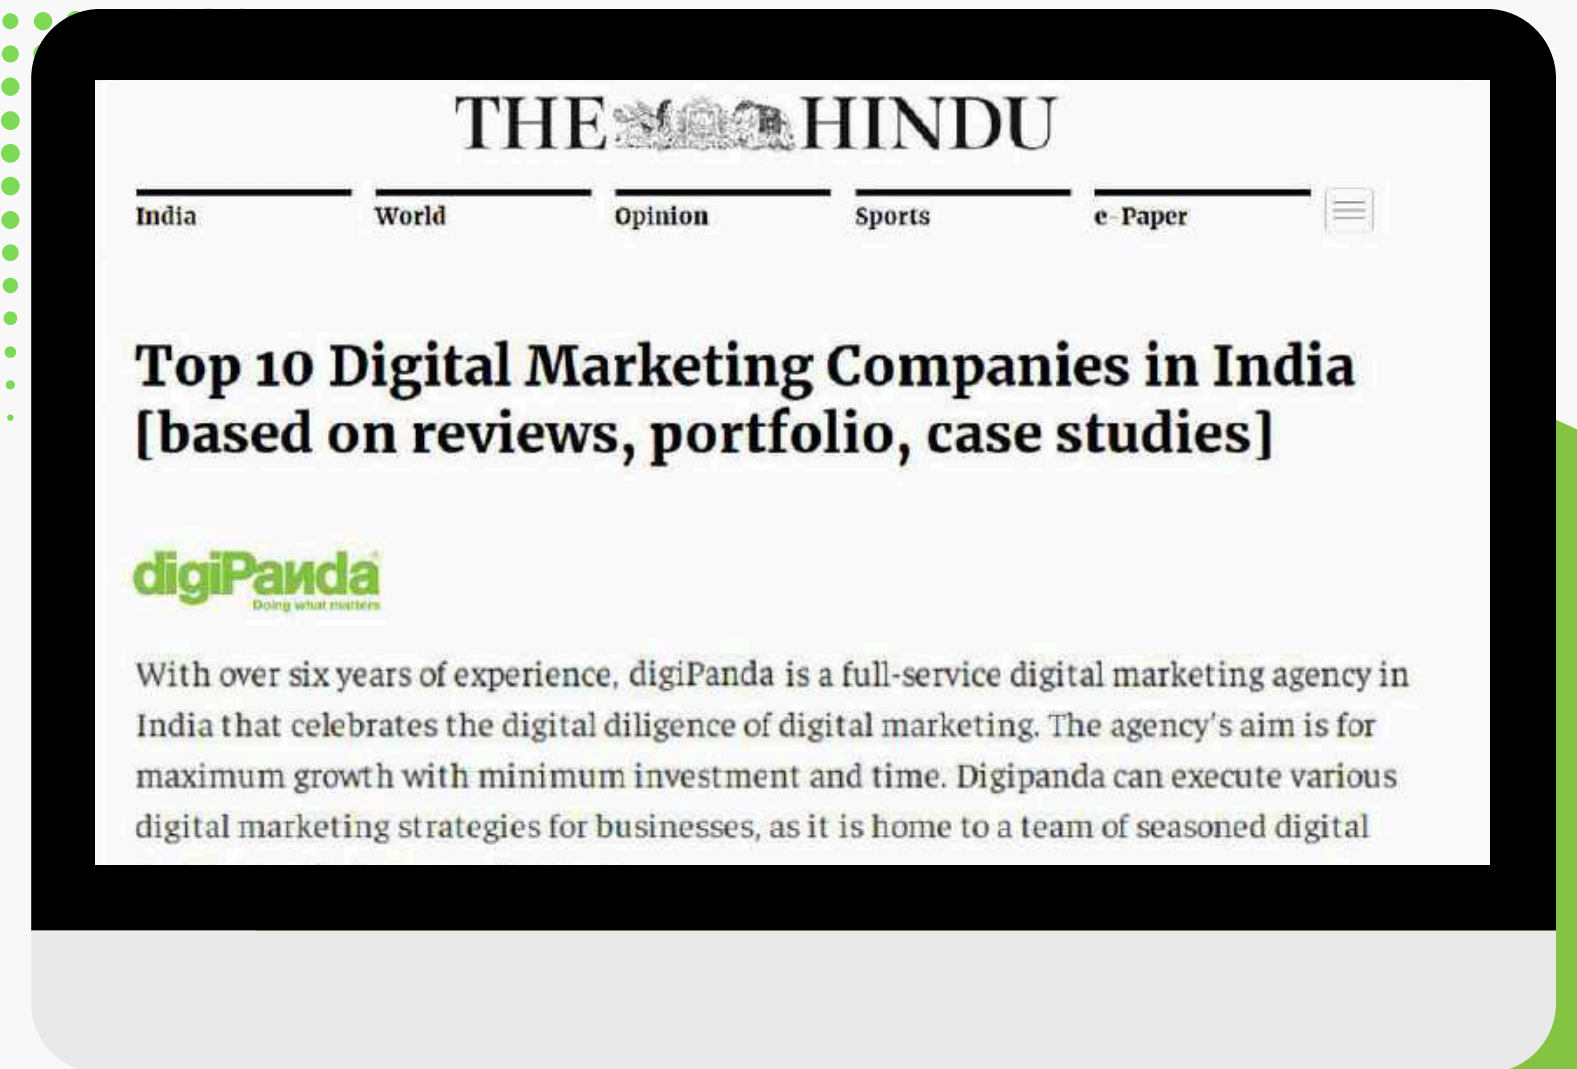 THE HINDU
India World Opinion Sports e-Paper
Top 10 Digital Marketing Companies in India
[based on reviews, portfolio, case studies]
digiPanda
Doing what matters
With over six years of experience, digiPanda is a full-service digital marketing agency in
India that celebrates the digital diligence of digital marketing. The agency's aim is for
maximum growth with minimum investment and time. Digipanda can execute various
digital marketing strategies for businesses, as it is home to a team of seasoned digital